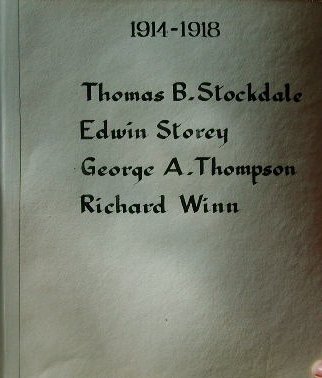 1914-1918
Thomas B. Stockdale
Edwin Storey
George A. Thompson
Richard Winn